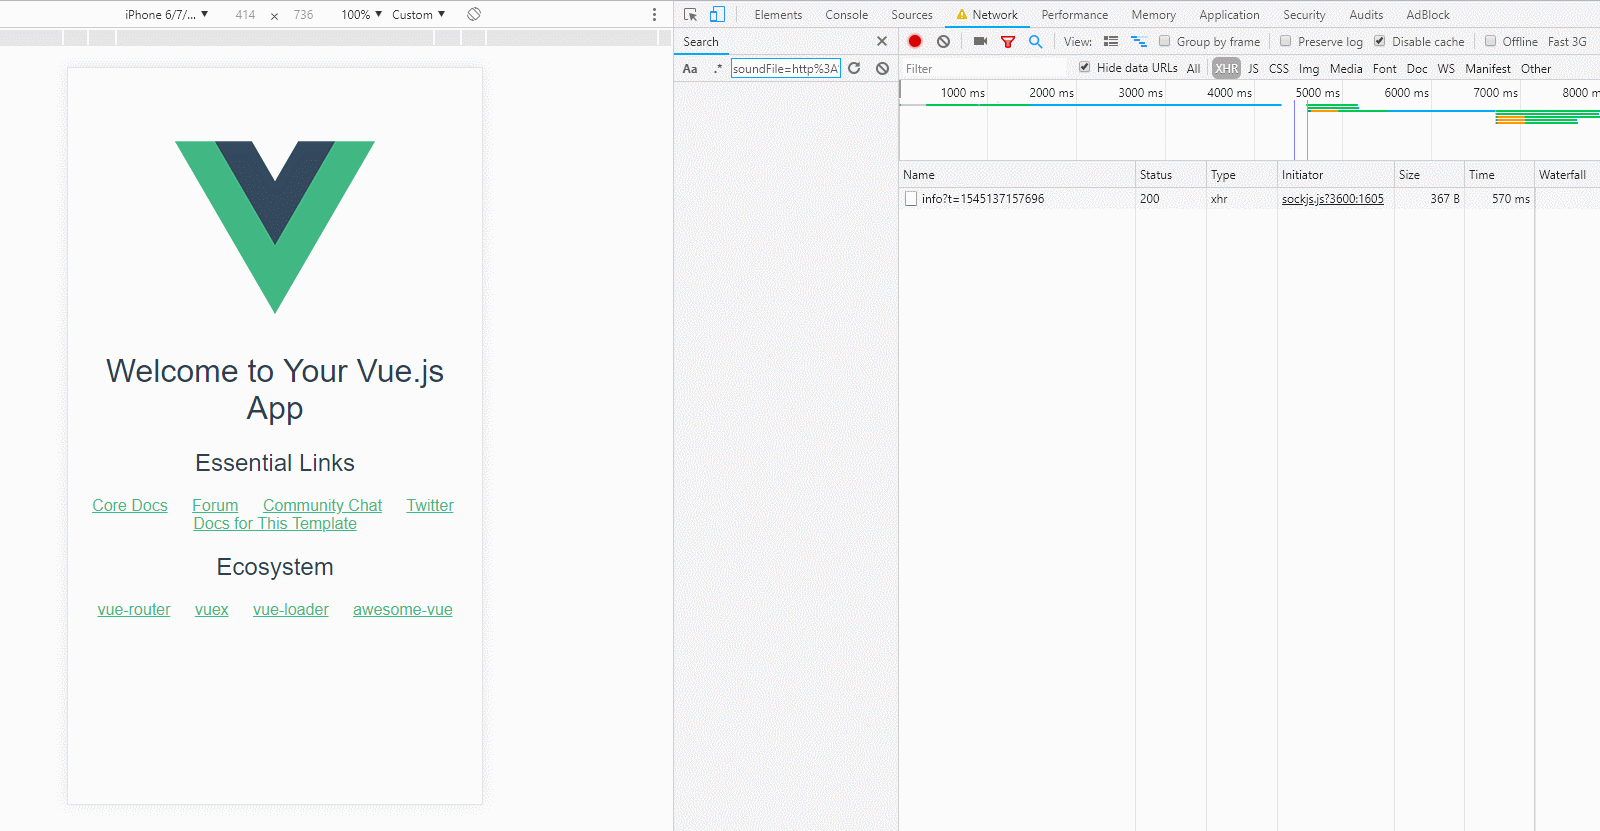 iPhone 6/7/... ▼ 414 × 736 100% ▼ Custom ▼
Elements Console Sources Network Performance Memory Application Security Audits AdBlock
Search
View: Group by frame Preserve log Disable cache Offline Fast 3G
Aa .* soundFile=http%3A
Filter Hide data URLs All XHR JS CSS Img Media Font Doc WS Manifest Other
1000 ms 2000 ms 3000 ms 4000 ms 5000 ms 6000 ms 7000 ms 8000 m
Name Status Type Initiator Size Time Waterfall
info?t=1545137157696 200 xhr sockjs.js?3600:1605 367 B 570 ms
Welcome to Your Vue.js
App
Essential Links
Core Docs Forum Community Chat Twitter
Docs for This Template
Ecosystem
vue-router vuex vue-loader awesome-vue